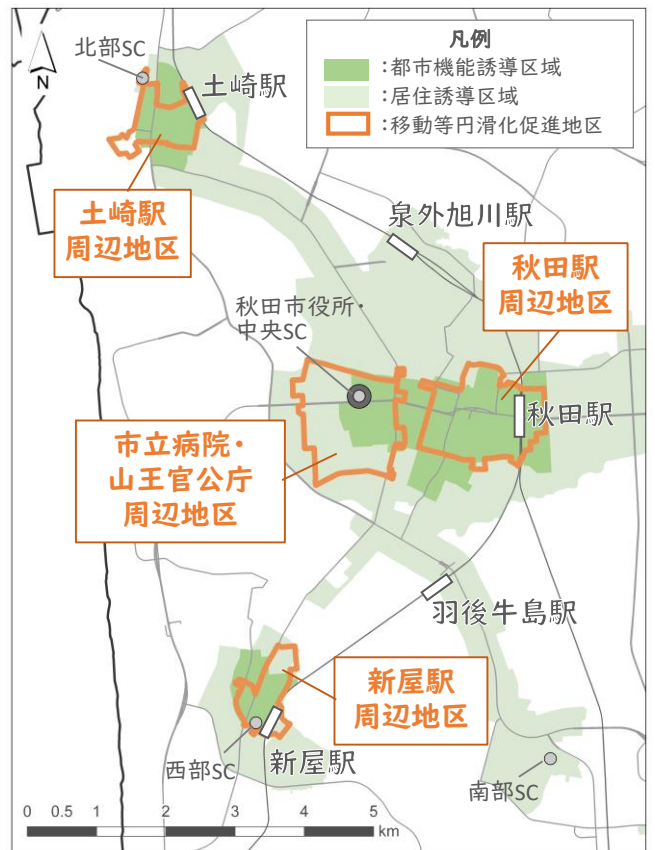 凡例
:都市機能誘導区域
:居住誘導区域
:移動等円滑化促進地区
N
北部SC
土崎駅
土崎駅
周辺地区
泉外旭川駅
秋田駅
周辺地区
秋田市役所・
中央SC
秋田駅
市立病院・
山王官公庁
周辺地区
羽後牛島駅
新屋駅
周辺地区
西部SC
新屋駅
南部SC
0 0.5 1 2 3 4 5
km